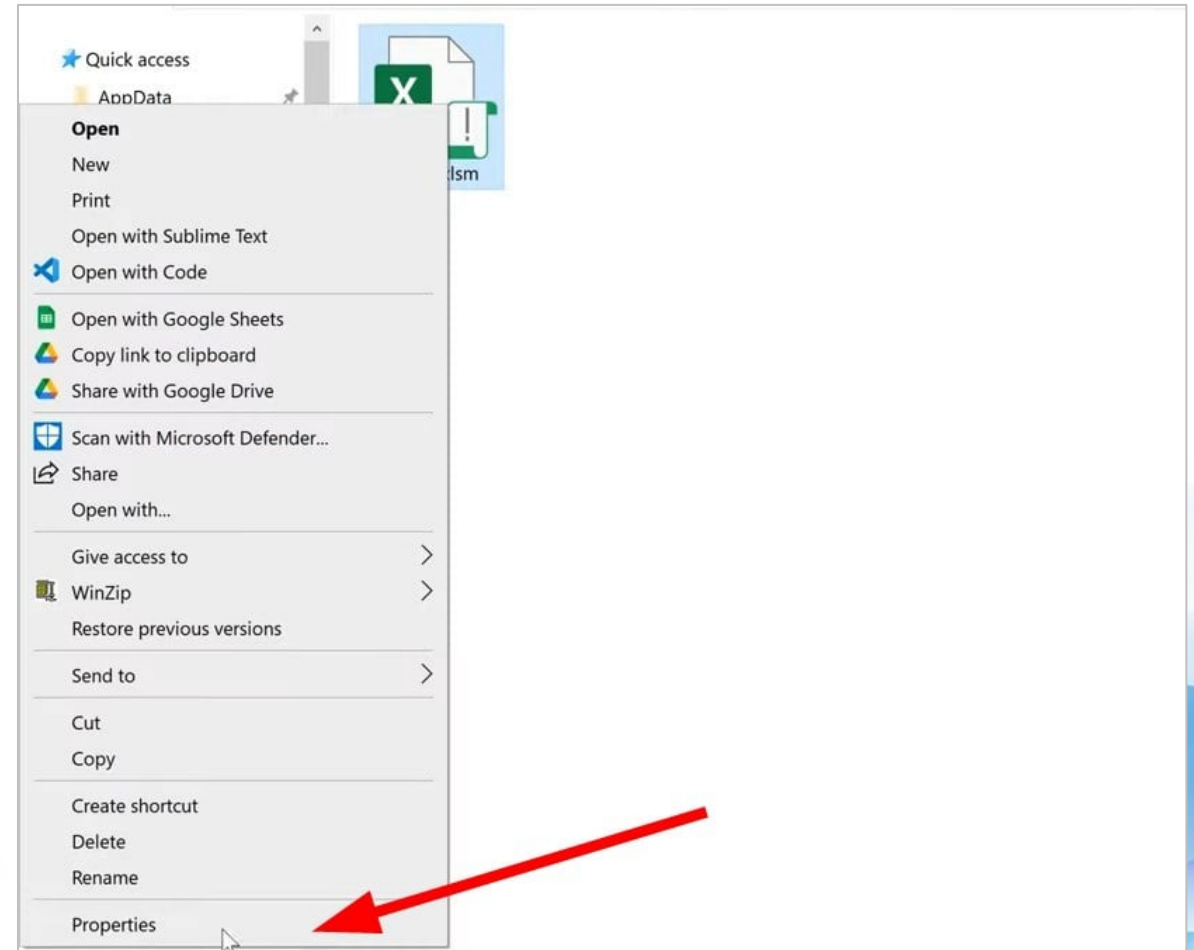 Quick access
AppData
Open
New
Print
Open with Sublime Text
Open with Code
Open with Google Sheets
Copy link to clipboard
Share with Google Drive
Scan with Microsoft Defender...
Share
Open with...
Give access to
WinZip
Restore previous versions
Send to
Cut
Copy
Create shortcut
Delete
Rename
Properties
X
!
lsm